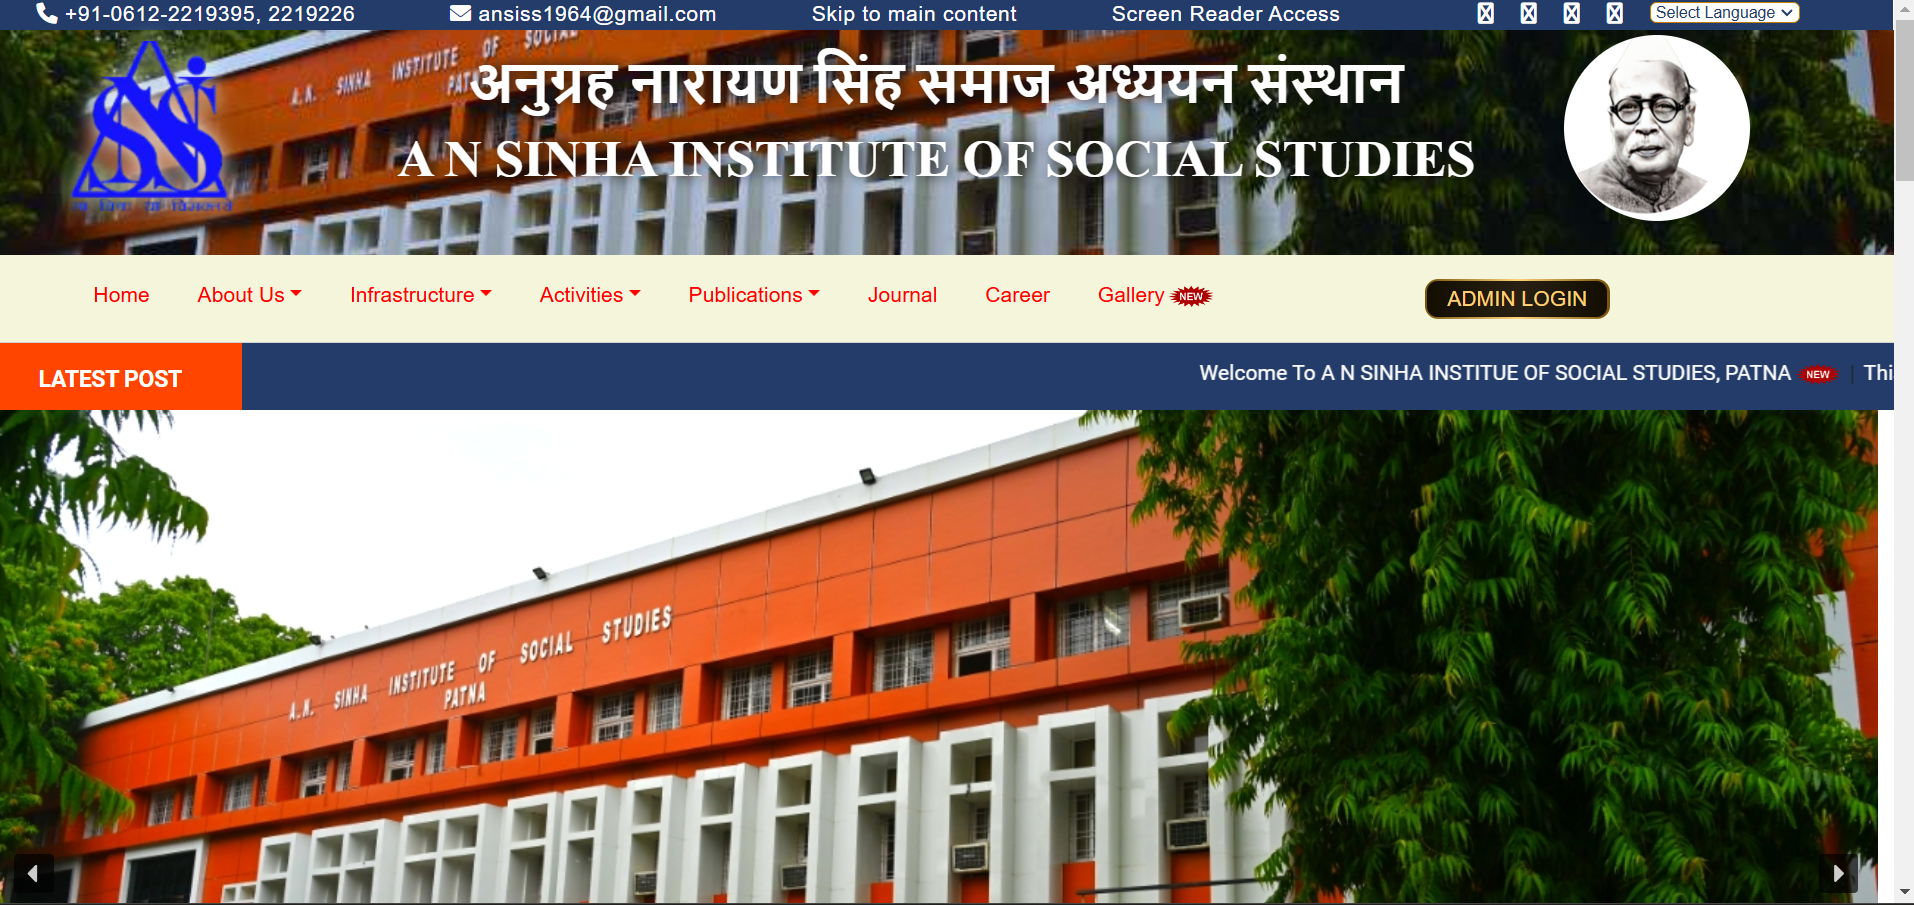 +91-0612-2219395, 2219226 ansiss1964@gmail.com Skip to main content Screen Reader Access Select Language
A.N. SINHA INSTITUTE OF SOCIAL
PATNA
अनुग्रह नारायण सिंह समाज अध्ययन संस्थान
A N SINHA INSTITUTE OF SOCIAL STUDIES
Home About Us Infrastructure Activities Publications Journal Career Gallery NEW ADMIN LOGIN
LATEST POST Welcome To A N SINHA INSTITUE OF SOCIAL STUDIES, PATNA NEW | Thi
A.N. SINHA INSTITUTE OF SOCIAL STUDIES
PATNA